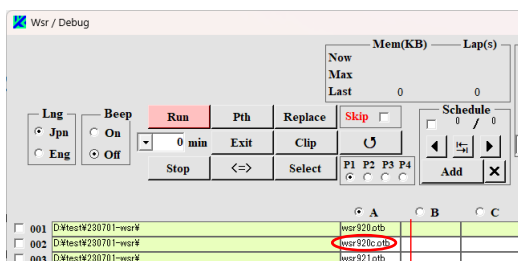 Wsr / Debug
Mem(KB) Lap(s)
Now
Max
Last 0 0
Lng Beep Run Pth Replace Skip Schedule
0 / 0
Jpn On 0 min Exit Clip
Eng Off Stop <=> Select P1 P2 P3 P4 Add
A B C
001 D:¥test¥230701-wsr¥ wsr920.otb
002 D:¥test¥230701-wsr¥ wsr920c.otb
003 D:¥test¥230701-wsr¥ wsr921.otb